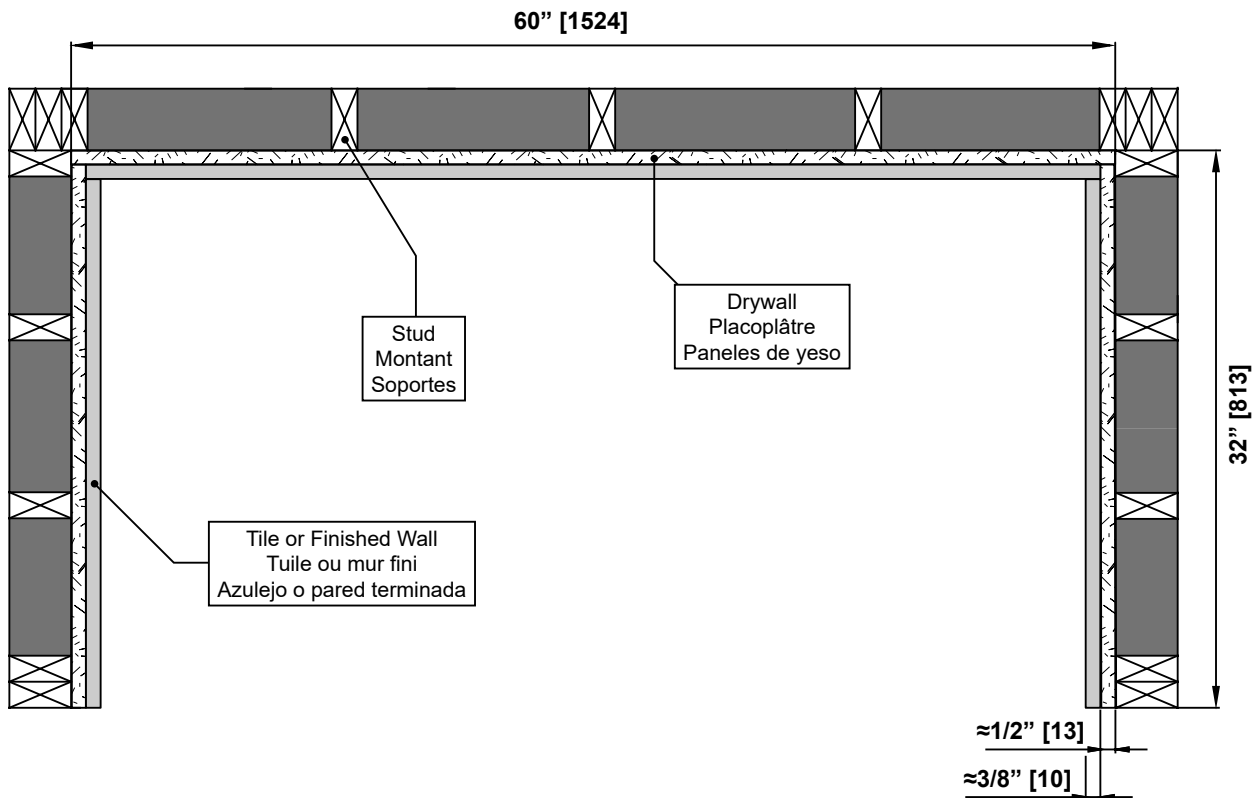 60” [1524]
Stud
Montant
Soportes
Drywall
Placoplâtre
Paneles de yeso
32” [813]
Tile or Finished Wall
Tuile ou mur fini
Azulejo o pared terminada
≈1/2” [13]
≈3/8” [10]